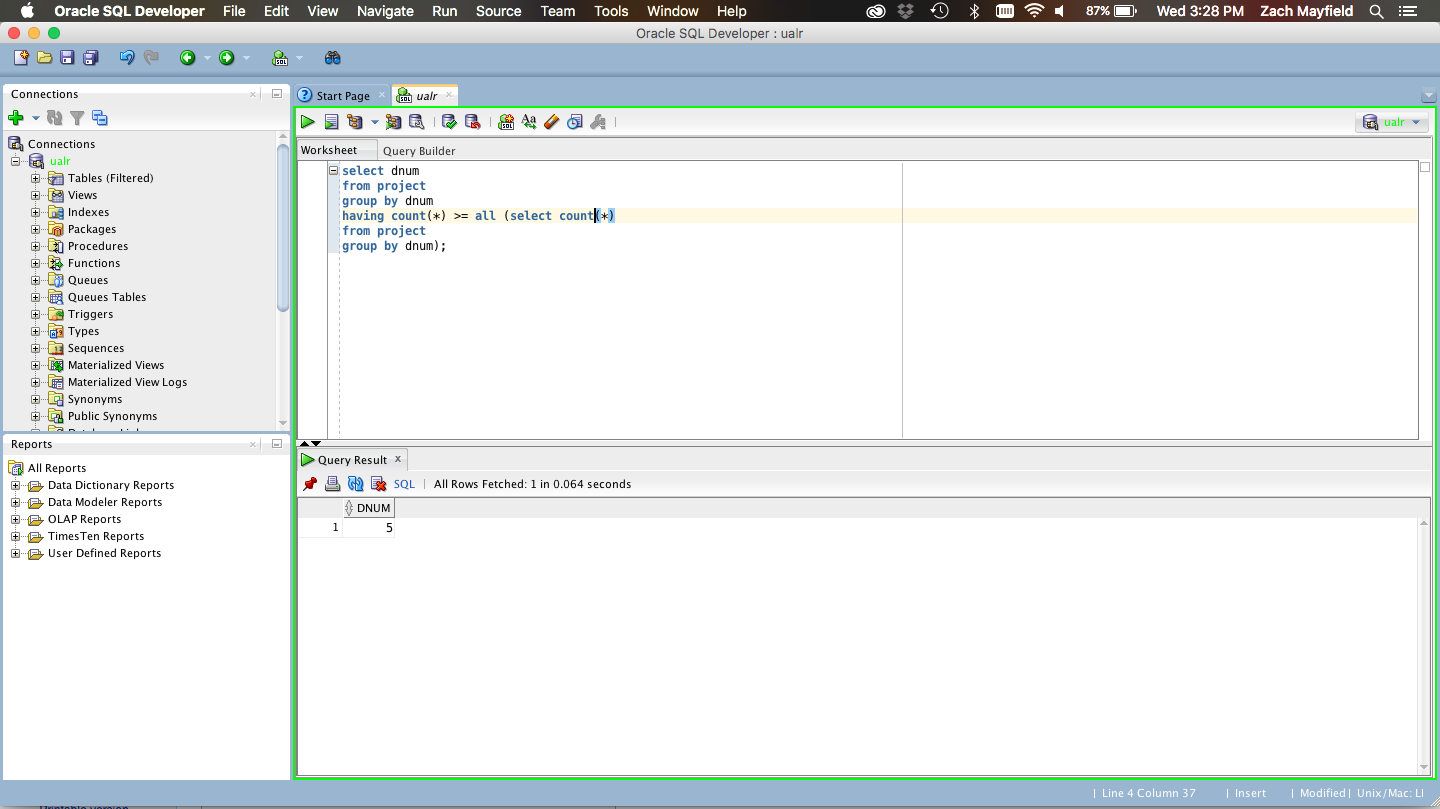 Oracle SQL Developer File Edit View Navigate Run Source Team Tools Window Help 87% Wed 3:28 PM Zach Mayfield
Oracle SQL Developer : ualr
Connections
Connections
ualr
Tables (Filtered)
Views
Indexes
Packages
Procedures
Functions
Queues
Queues Tables
Triggers
Types
Sequences
Materialized Views
Materialized View Logs
Synonyms
Public Synonyms
Reports
All Reports
Data Dictionary Reports
Data Modeler Reports
OLAP Reports
TimesTen Reports
User Defined Reports
Start Page
ualr
ualr
Worksheet Query Builder
select dnum
from project
group by dnum
having count(*) >= all (select count(*)
from project
group by dnum);
Query Result
SQL | All Rows Fetched: 1 in 0.064 seconds
DNUM
1 5
| Line 4 Column 37 | Insert | Modified | Unix/Mac: LI